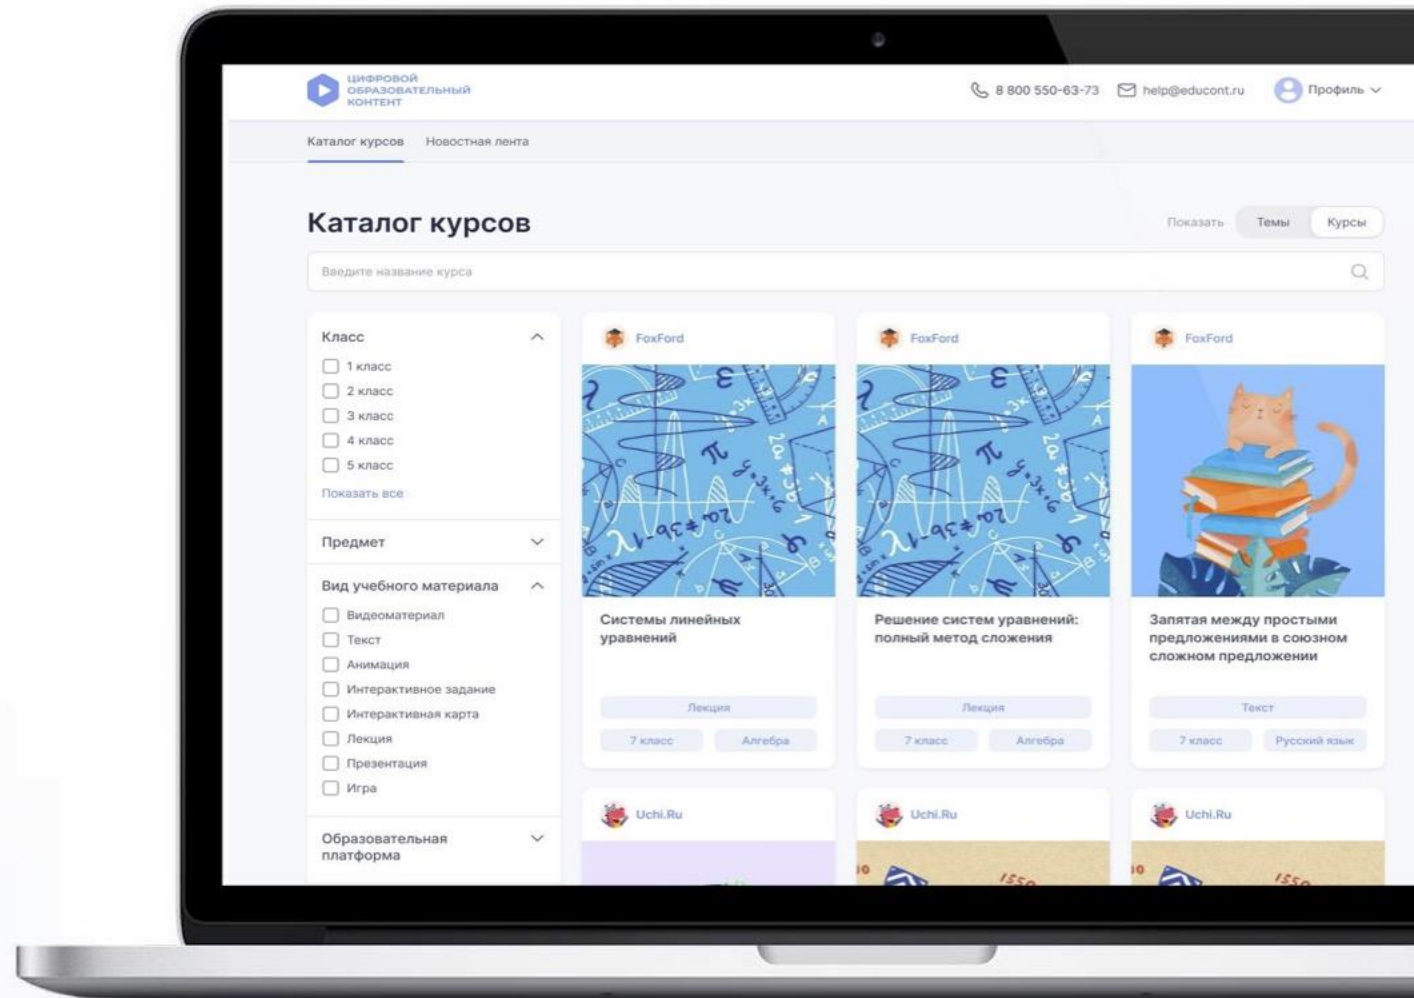 ЦИФРОВОЙ
ОБРАЗОВАТЕЛЬНЫЙ
КОНТЕНТ
8 800 550-63-73
help@educont.ru
Профиль
Каталог курсов
Новостная лента
Каталог курсов
Показать
Темы
Курсы
Введите название курса
Класс
1 класс
2 класс
3 класс
4 класс
5 класс
Показать все
Предмет
Вид учебного материала
Видеоматериал
Текст
Анимация
Интерактивное задание
Интерактивная карта
Лекция
Презентация
Игра
Образовательная
платформа
FoxFord
Системы линейных
уравнений
Лекция
7 класс
Алгебра
FoxFord
Решение систем уравнений:
полный метод сложения
Лекция
7 класс
Алгебра
FoxFord
Запятая между простыми
предложениями в союзном
сложном предложении
Текст
7 класс
Русский язык
Uchi.Ru
Uchi.Ru
1550
Uchi.Ru
1550